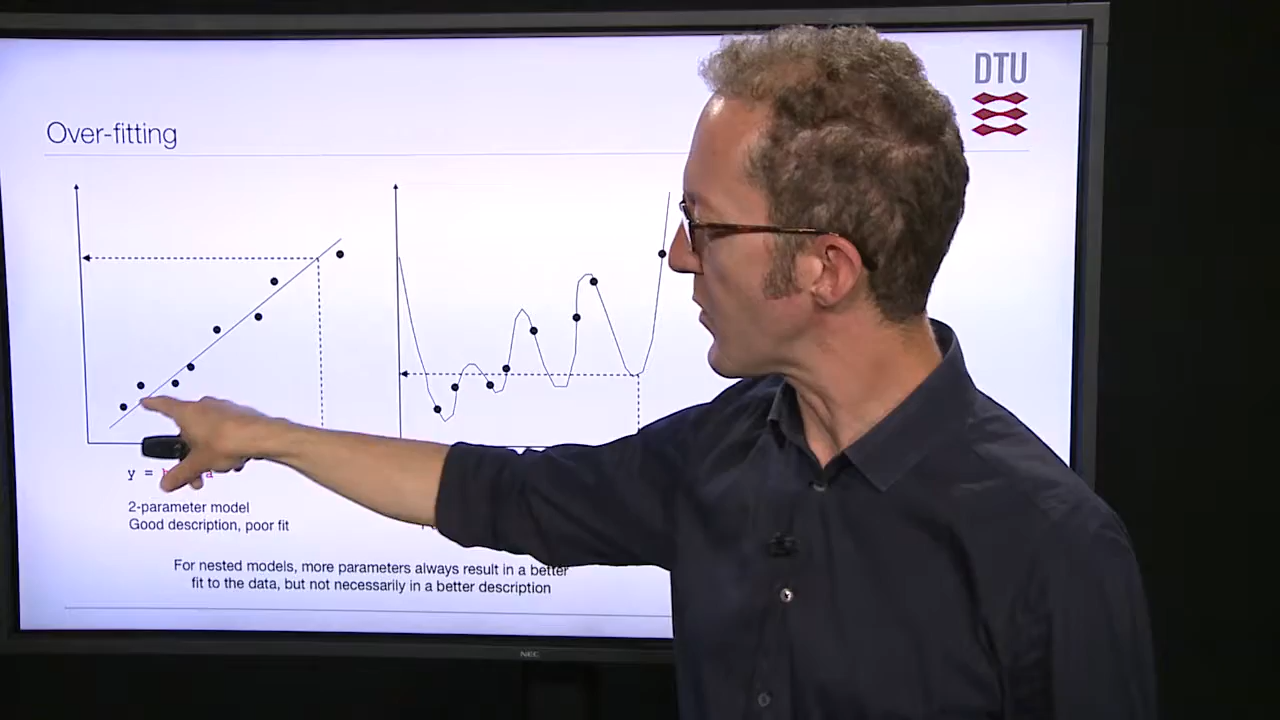 DTU
Over-fitting
y =
2-parameter model
Good description, poor fit
For nested models, more parameters always result in a better
fit to the data, but not necessarily in a better description
NEC